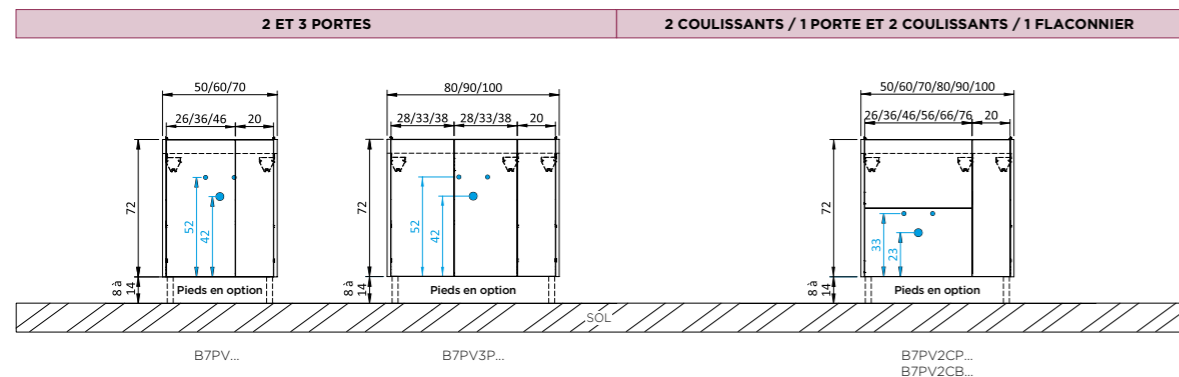 2 ET 3 PORTES
2 COULISSANTS / 1 PORTE ET 2 COULISSANTS / 1 FLACONNIER
50/60/70
26/36/46
20
72
52
42
8 à 14
Pieds en option
80/90/100
28/33/38
28/33/38
20
72
52
42
8 à 14
Pieds en option
50/60/70/80/90/100
26/36/46/56/66/76
20
72
33
23
8 à 14
Pieds en option
SOL
B7PV...
B7PV3P...
B7PV2CP...
B7PV2CB...